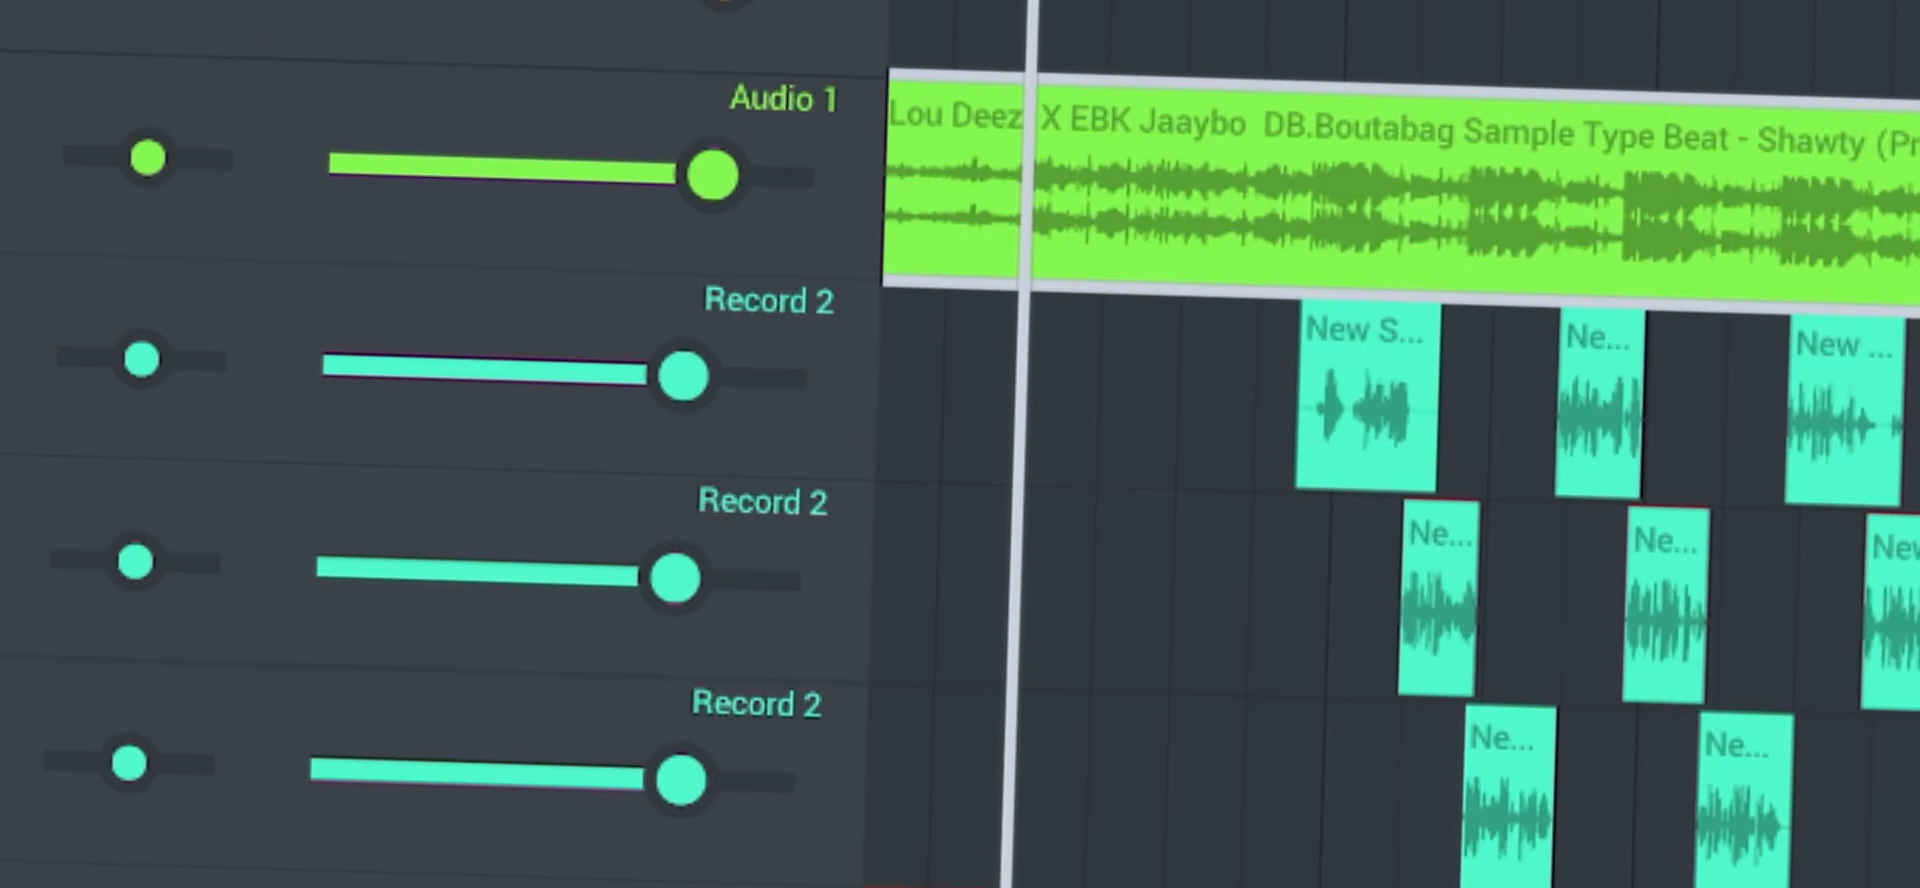 Audio 1
Lou Deez X EBK Jaaybo DB.Boutabag Sample Type Beat - Shawty (Pr
Record 2
New S...
Ne...
New ...
Record 2
Ne...
Ne...
New
Record 2
Ne...
Ne...